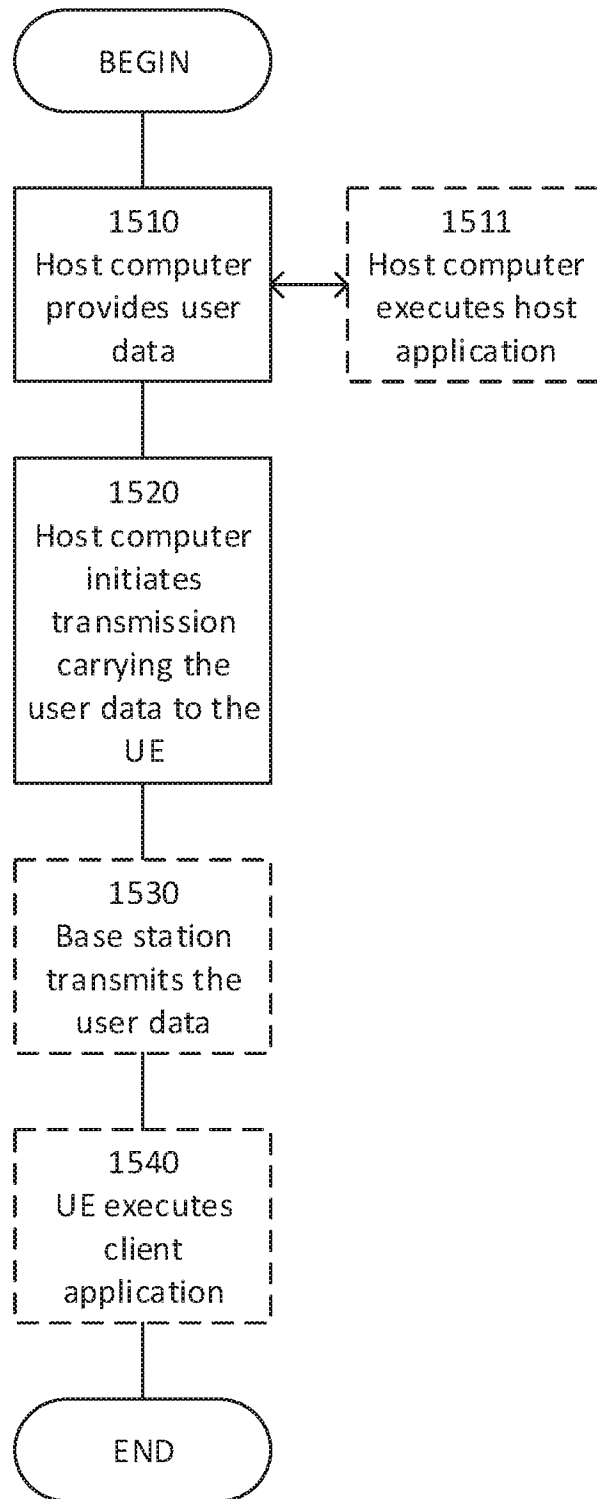 BEGIN
1510
Host computer
provides user
data
1511
Host computer
executes host
application
1520
Host computer
initiates
transmission
carrying the
user data to the
UE
1530
Base station
transmits the
user data
1540
UE executes
client
application
END